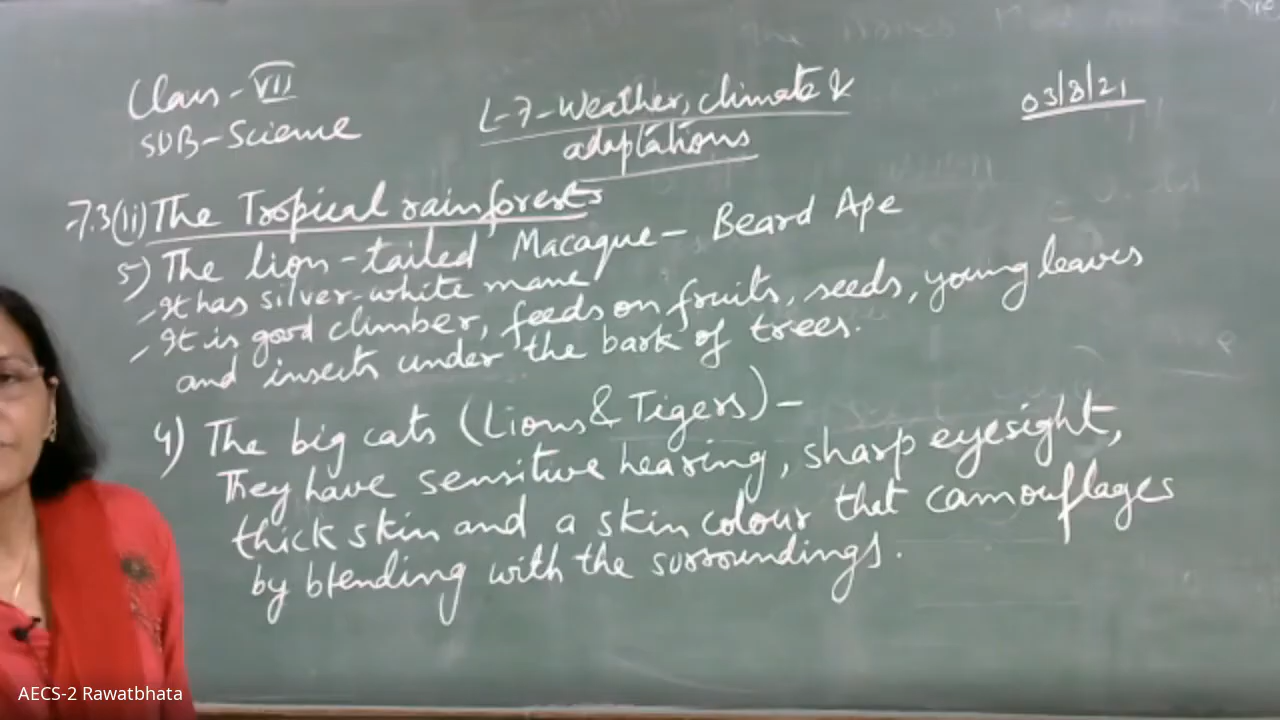 Class - VII
SUB - Science
L-7-Weather, climate &
adaptations
03/8/21
7.3(ii) The Tropical rainforests
5) The lion-tailed Macaque - Beard Ape
- It has silver-white mane
- It is good climber, feeds on fruits, seeds, young leaves
and insects under the bark of trees.
4) The big cats (Lions & Tigers) -
They have sensitive hearing, sharp eyesight,
thick skin and a skin colour that camouflages
by blending with the surroundings.
AECS-2 Rawatbhata